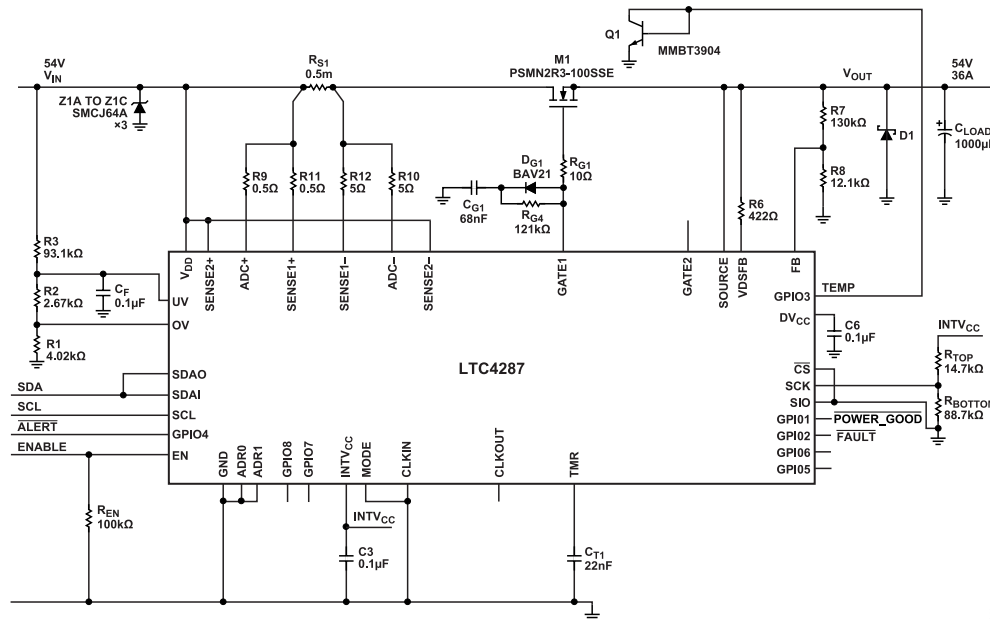 Q1
MMBT3904
54V
VIN
RS1
0.5m
M1
PSMN2R3-100SSE
VOUT
54V
36A
Z1A TO Z1C
SMCJ64A
×3
R7
130kΩ
D1
+
CLOAD
1000µ
R9
0.5Ω
R11
0.5Ω
R12
5Ω
R10
5Ω
DG1
BAV21
RG1
10Ω
CG1
68nF
RG4
121kΩ
R8
12.1kΩ
R6
422Ω
R3
93.1kΩ
CF
0.1µF
R2
2.67kΩ
R1
4.02kΩ
VDD
SENSE2+
ADC+
SENSE1+
SENSE1−
ADC−
SENSE2−
GATE1
GATE2
SOURCE
VDSFB
FB
UV
OV
SDAO
SDAI
SCL
GPIO4
EN
LTC4287
GPIO3
TEMP
DVCC
C6
0.1µF
INTVCC
RTOP
14.7kΩ
CS
SCK
SIO
RBOTTOM
88.7kΩ
GPI01
POWER_GOOD
GPI02
FAULT
GPI06
GPI05
SDA
SCL
ALERT
ENABLE
GND
ADR0
ADR1
GPIO8
GPIO7
INTVCC
MODE
CLKIN
CLKOUT
TMR
REN
100kΩ
INTVCC
C3
0.1µF
CT1
22nF